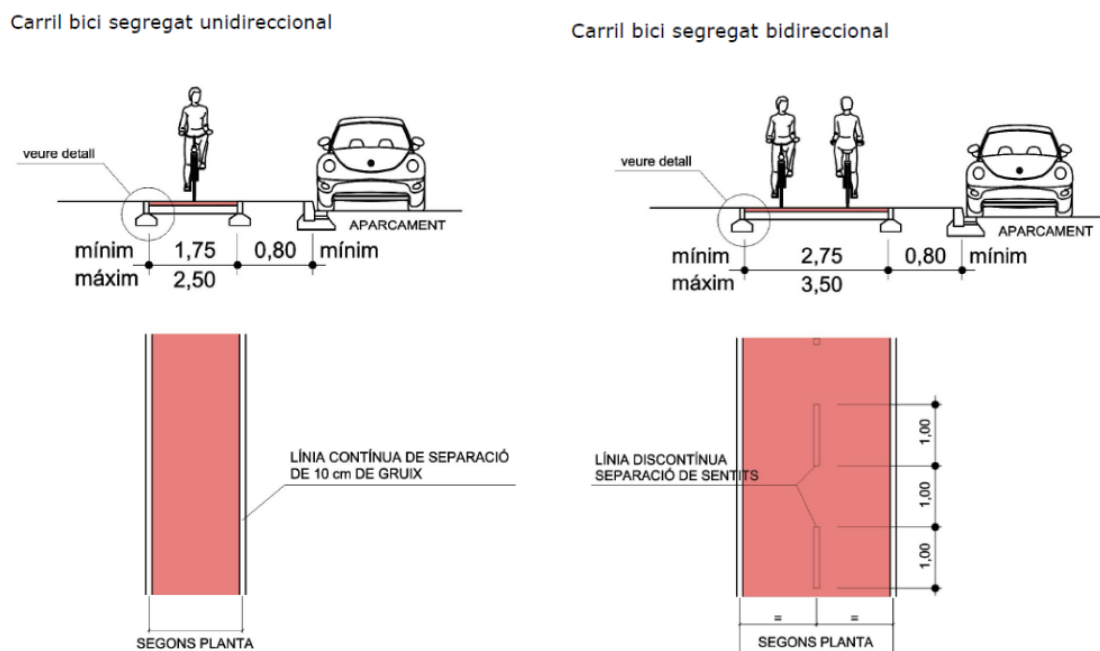 Carril bici segregat unidireccional
veure detall
APARCAMENT
mínim 1,75 0,80 mínim
máxim 2,50
LÍNIA CONTÍNUA DE SEPARACIÓ
DE 10 cm DE GRUIX
SEGONS PLANTA
Carril bici segregat bidireccional
veure detall
APARCAMENT
mínim 2,75 0,80 mínim
máxim 3,50
LÍNIA DISCONTÍNUA
SEPARACIÓ DE SENTITS
1,00
1,00
1,00
= =
SEGONS PLANTA